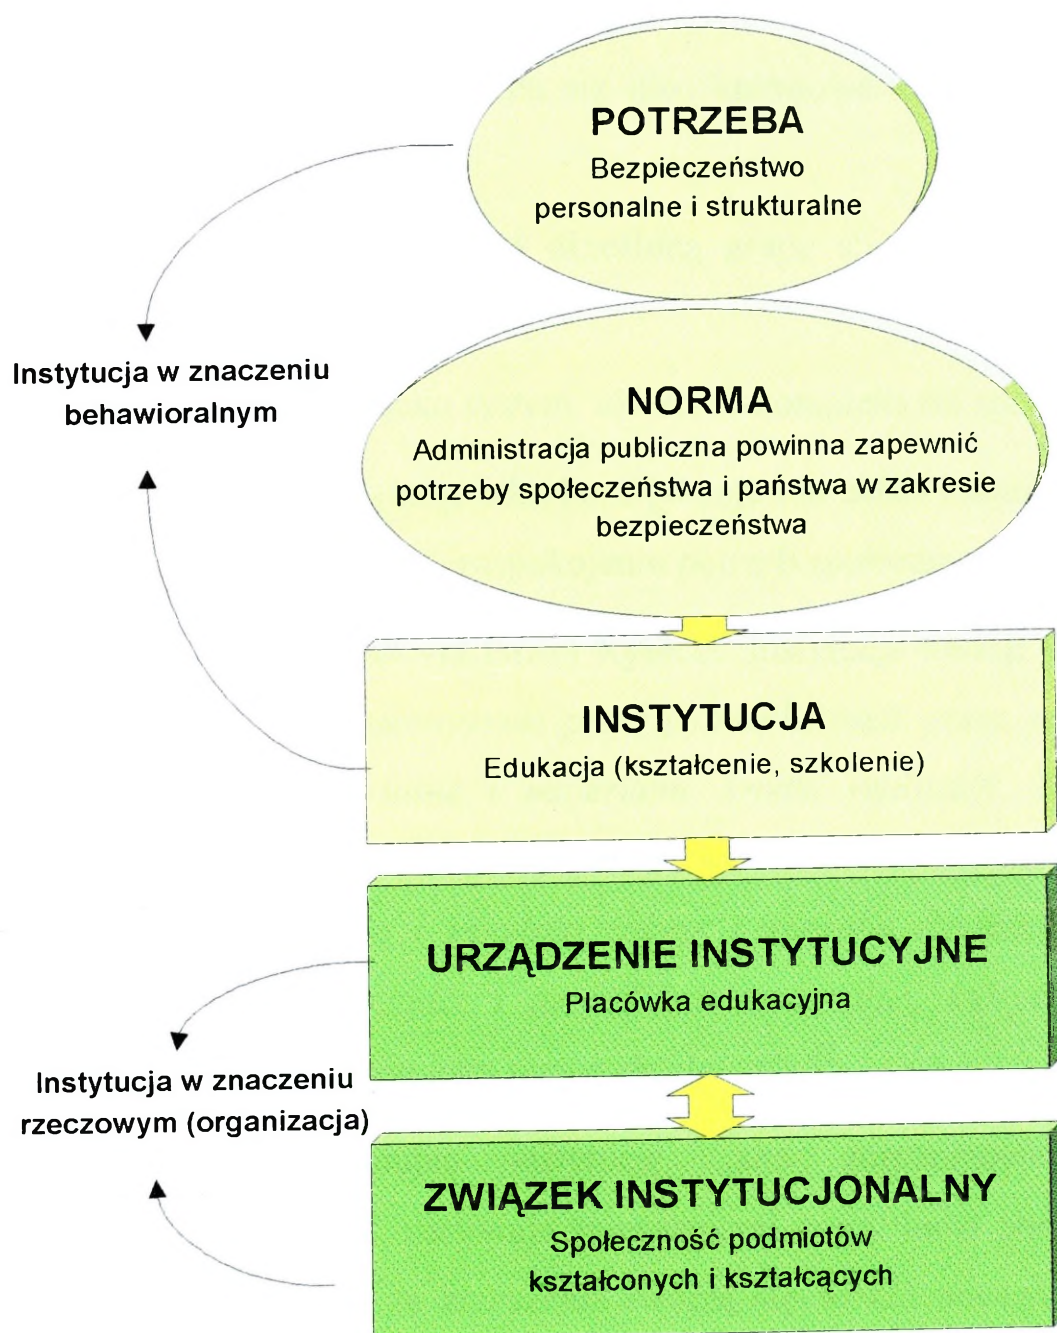 POTRZEBA
Bezpieczeństwo
personalne i strukturalne
Instytucja w znaczeniu
behawioralnym
NORMA
Administracja publiczna powinna zapewnić
potrzeby społeczeństwa i państwa w zakresie
bezpieczeństwa
INSTYTUCJA
Edukacja (kształcenie, szkolenie)
URZĄDZENIE INSTYTUCYJNE
Placówka edukacyjna
Instytucja w znaczeniu
rzeczowym (organizacja)
ZWIĄZEK INSTYTUCJONALNY
Społeczność podmiotów
kształconych i kształcących